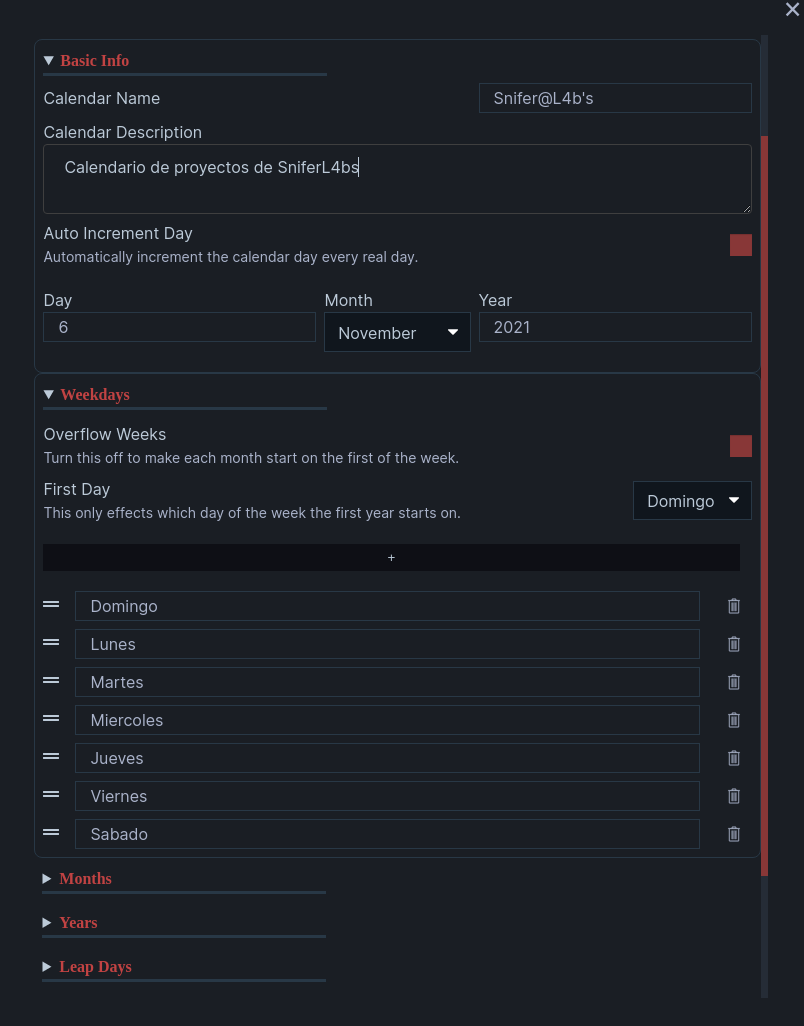 Basic Info
Calendar Name
Snifer@L4b's
Calendar Description
Calendario de proyectos de SniferL4bs
Auto Increment Day
Automatically increment the calendar day every real day.
Day Month Year
6 November 2021
Weekdays
Overflow Weeks
Turn this off to make each month start on the first of the week.
First Day
This only effects which day of the week the first year starts on.
Domingo
+
Domingo
Lunes
Martes
Miercoles
Jueves
Viernes
Sabado
Months
Years
Leap Days